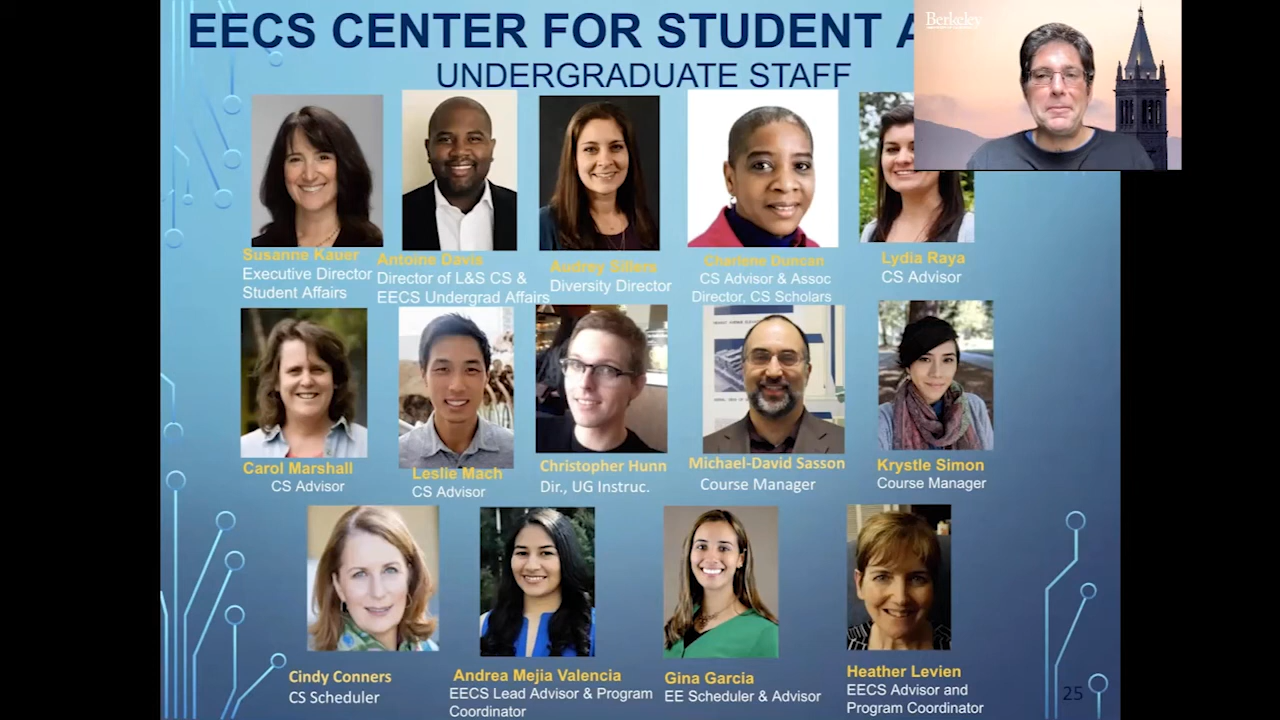 EECS CENTER FOR STUDENT A
UNDERGRADUATE STAFF
Berkeley
Susanne Kauer
Executive Director
Student Affairs
Antoine Davis
Director of L&S CS &
EECS Undergrad Affairs
Audrey Sillers
Diversity Director
Charlene Duncan
CS Advisor & Assoc
Director, CS Scholars
Lydia Raya
CS Advisor
Carol Marshall
CS Advisor
Leslie Mach
CS Advisor
Christopher Hunn
Dir., UG Instruc.
Michael-David Sasson
Course Manager
Krystle Simon
Course Manager
Cindy Conners
CS Scheduler
Andrea Mejia Valencia
EECS Lead Advisor & Program
Coordinator
Gina Garcia
EE Scheduler & Advisor
Heather Levien
EECS Advisor and
Program Coordinator
25